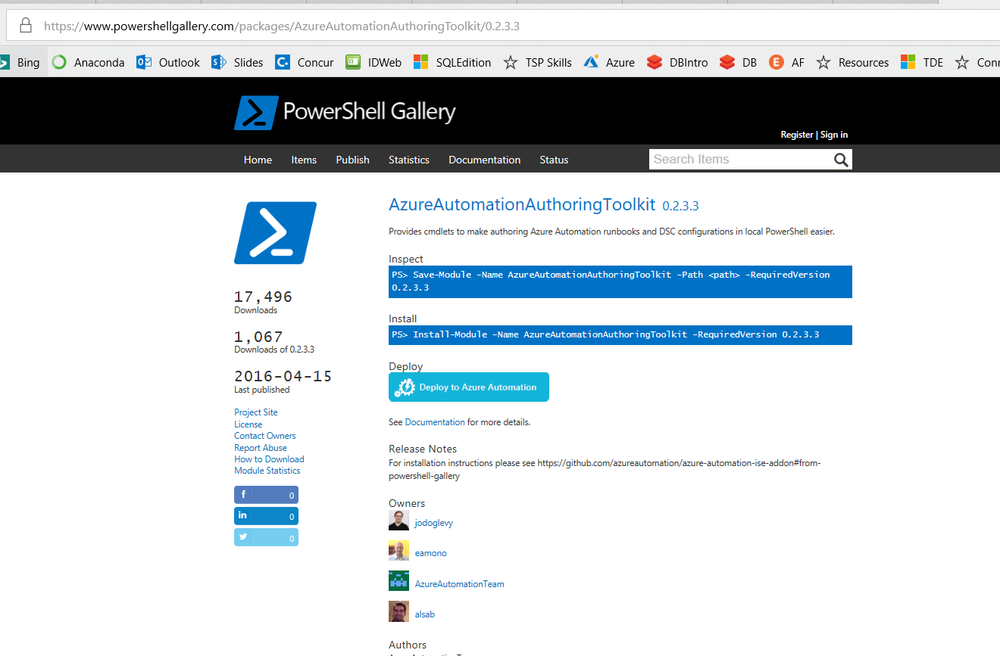 https://www.powershellgallery.com/packages/AzureAutomationAuthoringToolkit/0.2.3.3
Bing Anaconda Outlook Slides Concur IDWeb SQLEdition TSP Skills Azure DBIntro DB AF Resources TDE Conn
PowerShell Gallery
Register | Sign in
Home Items Publish Statistics Documentation Status Search Items
AzureAutomationAuthoringToolkit 0.2.3.3
Provides cmdlets to make authoring Azure Automation runbooks and DSC configurations in local PowerShell easier.
Inspect
PS> Save-Module -Name AzureAutomationAuthoringToolkit -Path <path> -RequiredVersion
0.2.3.3
Install
PS> Install-Module -Name AzureAutomationAuthoringToolkit -RequiredVersion 0.2.3.3
Deploy
Deploy to Azure Automation
See Documentation for more details.
Release Notes
For installation instructions please see https://github.com/azureautomation/azure-automation-ise-addon#from-
powershell-gallery
Owners
jodoglevy
eamono
AzureAutomationTeam
alsab
Authors
17,496
Downloads
1,067
Downloads of 0.2.3.3
2016-04-15
Last published
Project Site
License
Contact Owners
Report Abuse
How to Download
Module Statistics
f 0
in 0
0